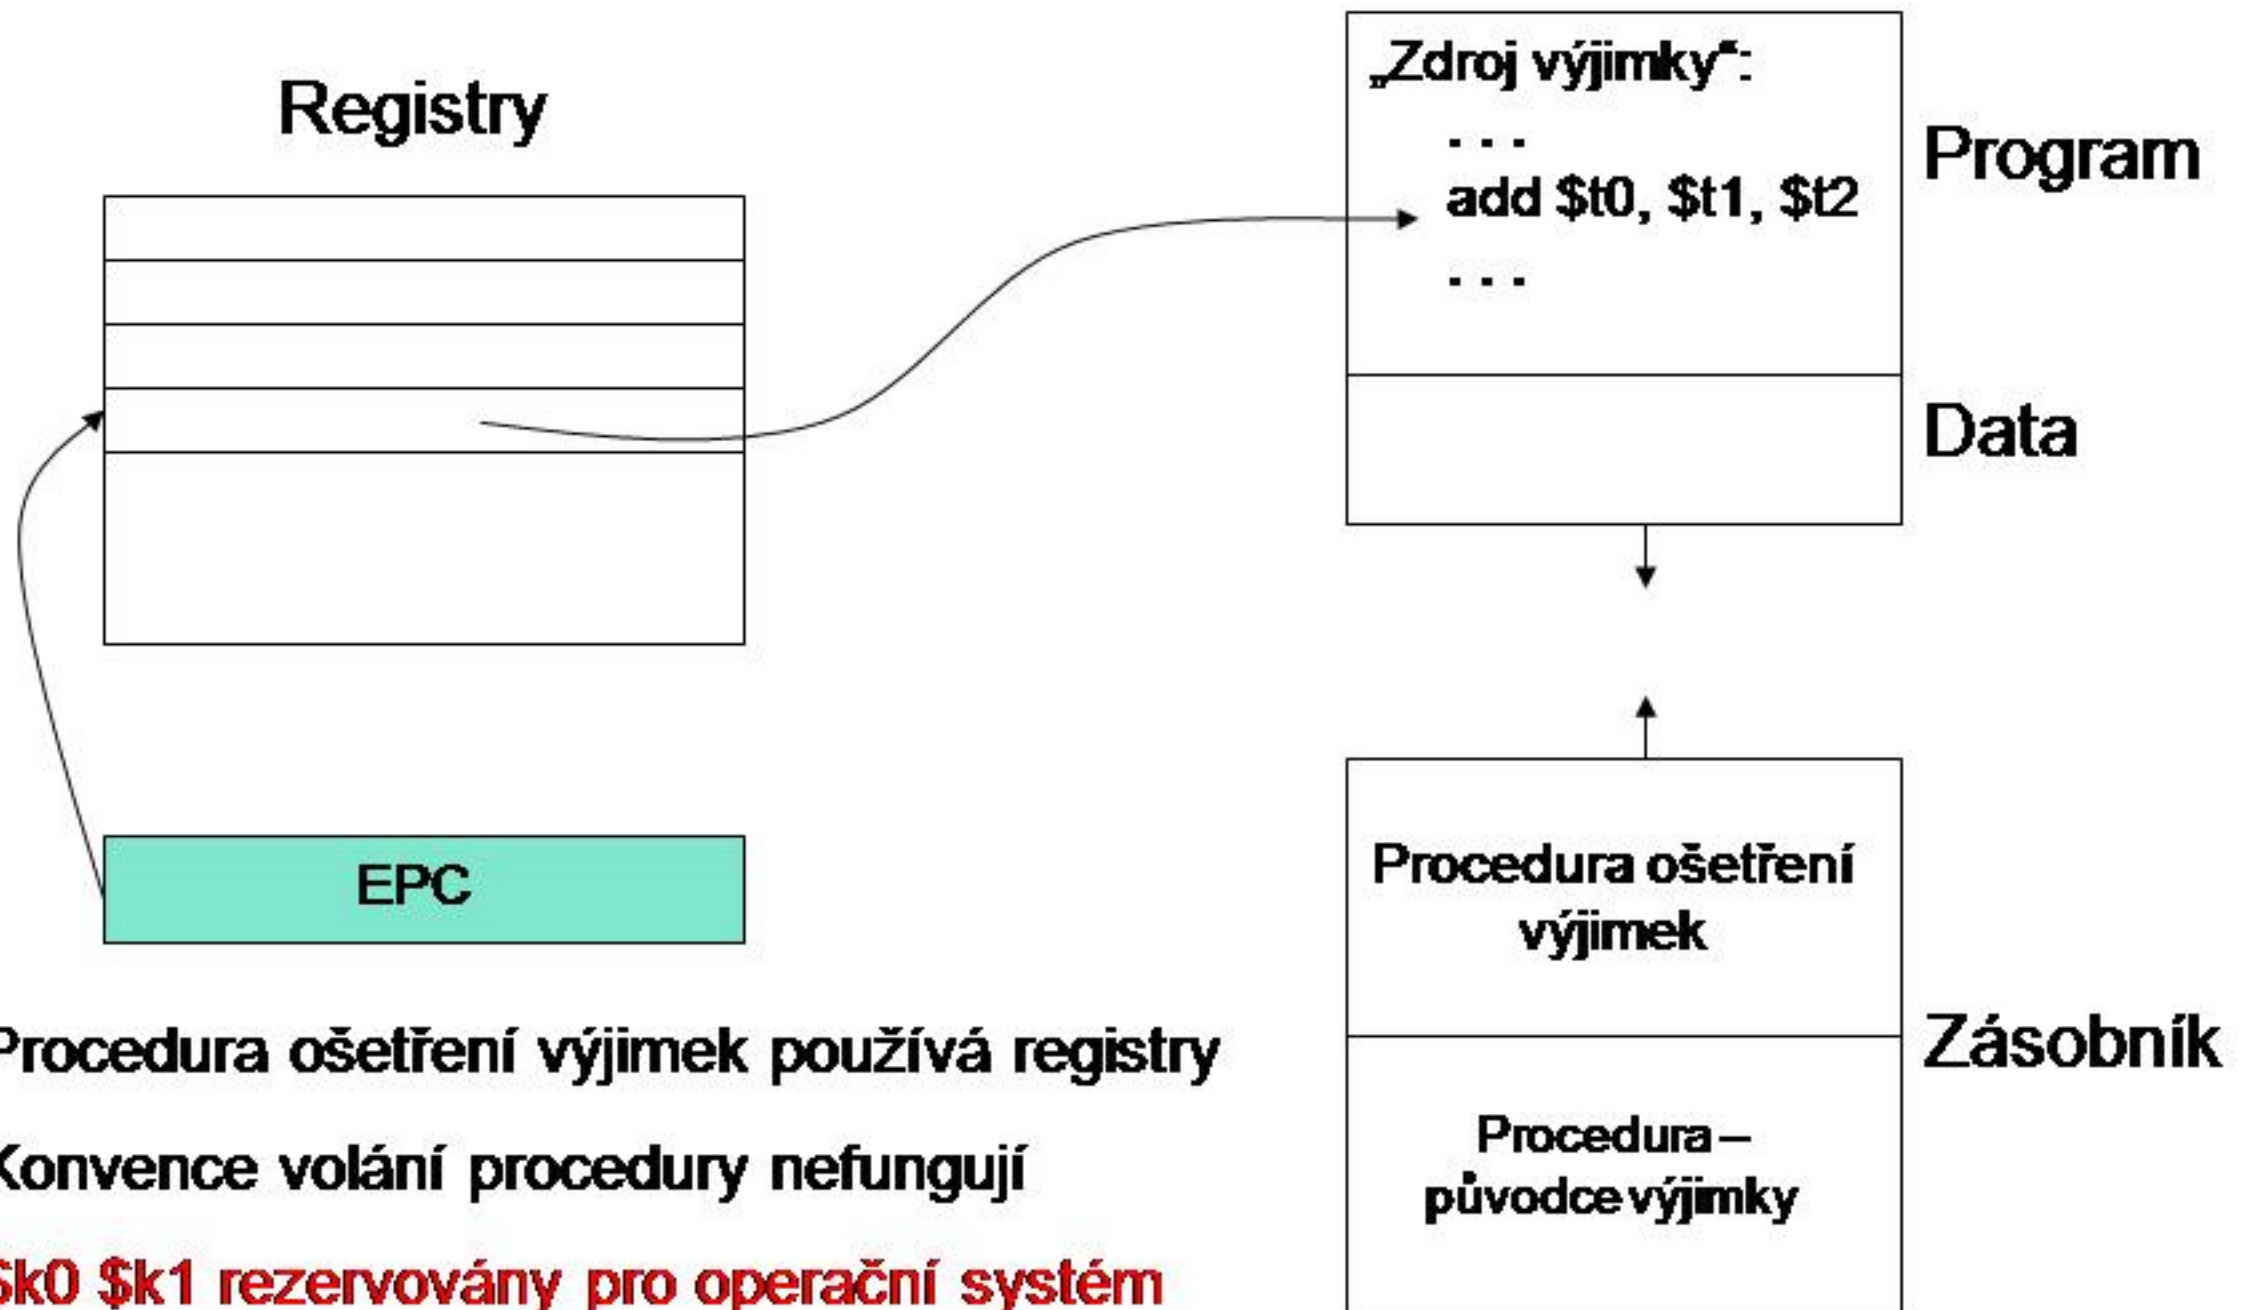 Registry
„Zdroj výjimky“:
. . .
add $t0, $t1, $t2
. . .
Program
Data
EPC
Procedura ošetření
výjimek
Zásobník
Procedura –
původce výjimky
Procedura ošetření výjimek používá registry
Konvence volání procedury nefungují
$k0 $k1 rezervovány pro operační systém